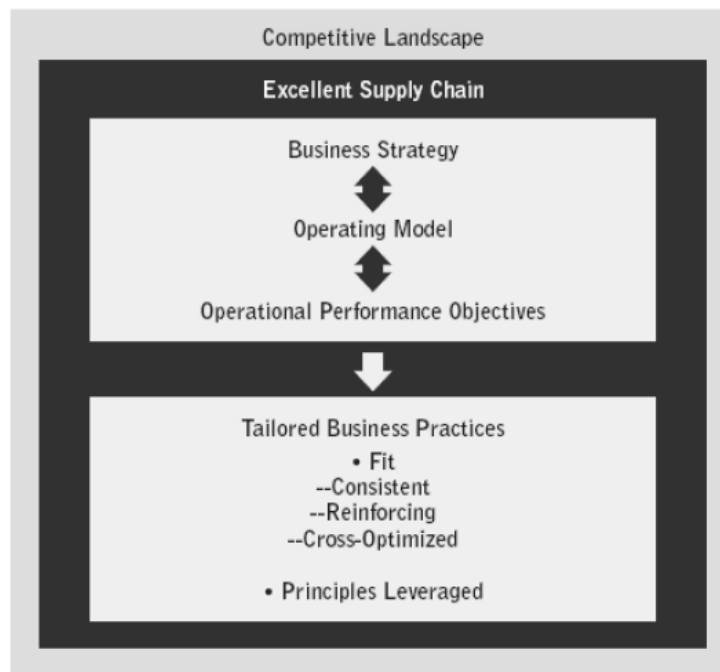 Competitive Landscape
Excellent Supply Chain
Business Strategy
Operating Model
Operational Performance Objectives
Tailored Business Practices
• Fit
--Consistent
--Reinforcing
--Cross-Optimized
• Principles Leveraged